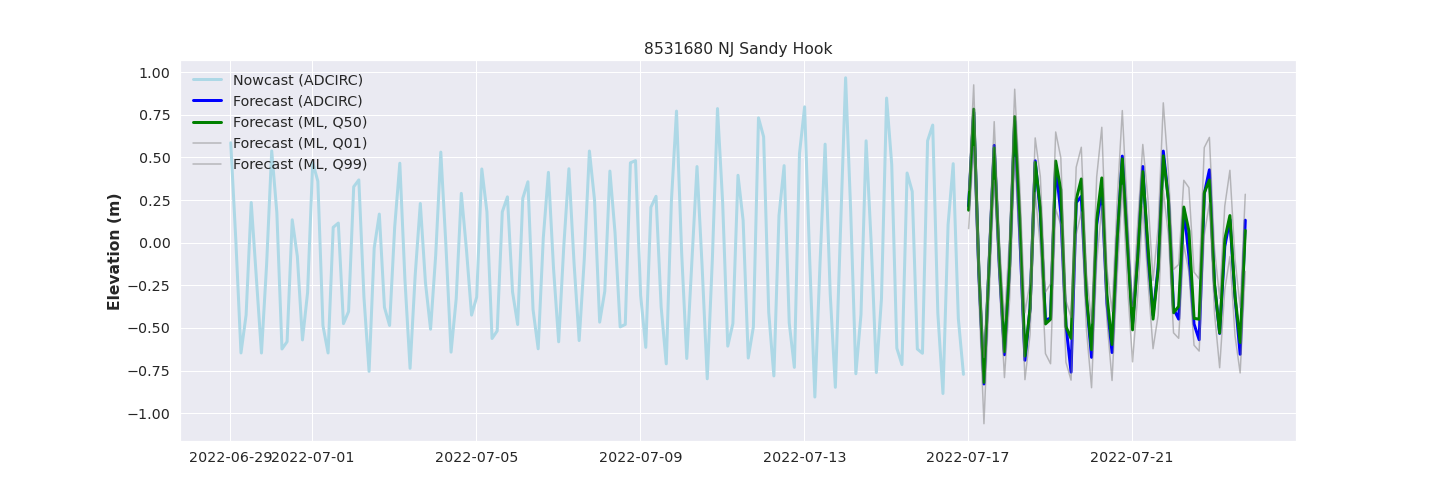 8531680 NJ Sandy Hook
Nowcast (ADCIRC)
Forecast (ADCIRC)
Forecast (ML, Q50)
Forecast (ML, Q01)
Forecast (ML, Q99)
Elevation (m)
1.00
0.75
0.50
0.25
0.00
−0.25
−0.50
−0.75
−1.00
2022-06-29 2022-07-01 2022-07-05 2022-07-09 2022-07-13 2022-07-17 2022-07-21